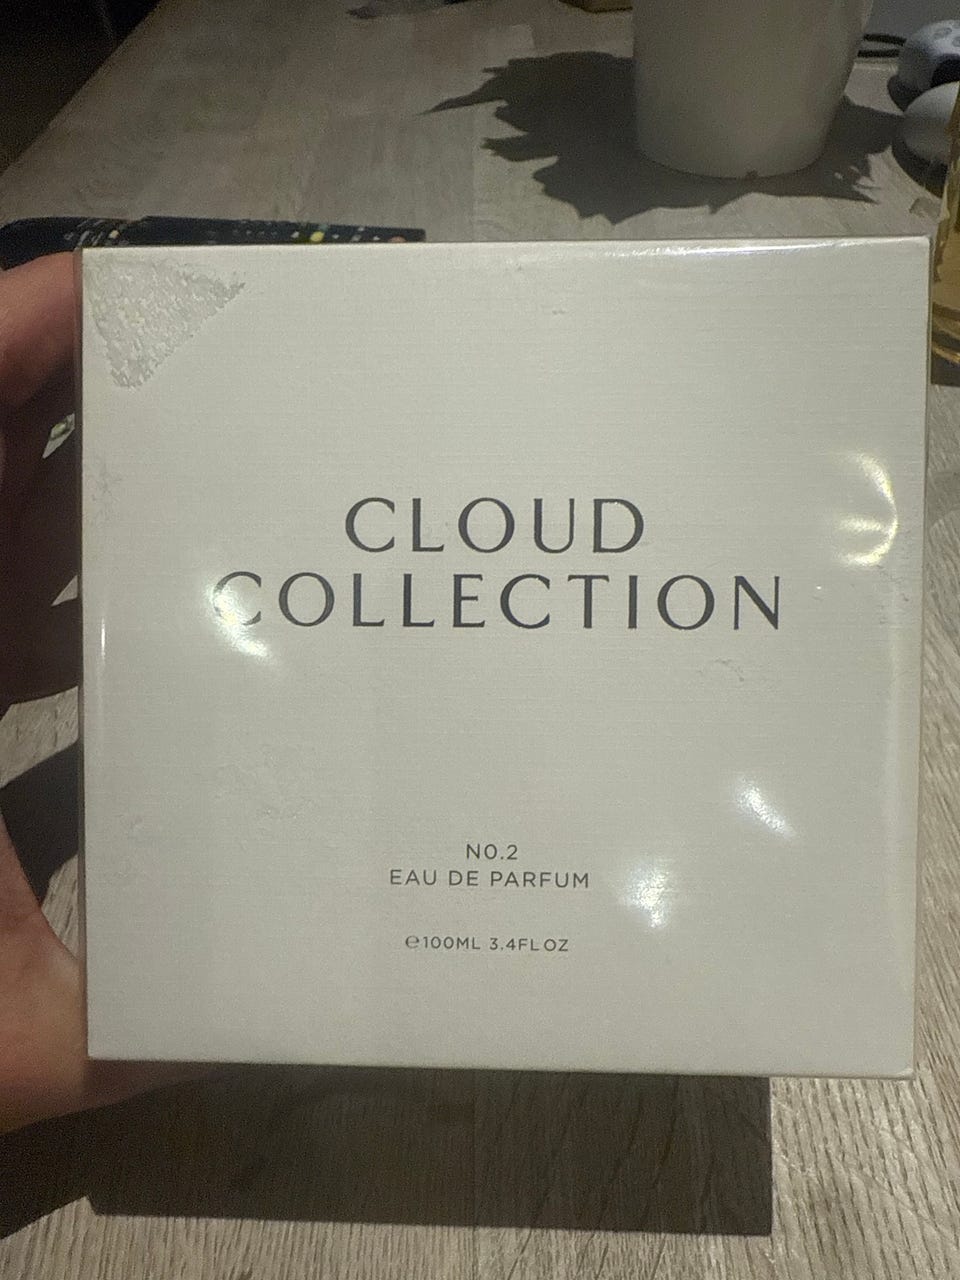 CLOUD
COLLECTION
NO.2
EAU DE PARFUM
℮100ML 3.4FL OZ